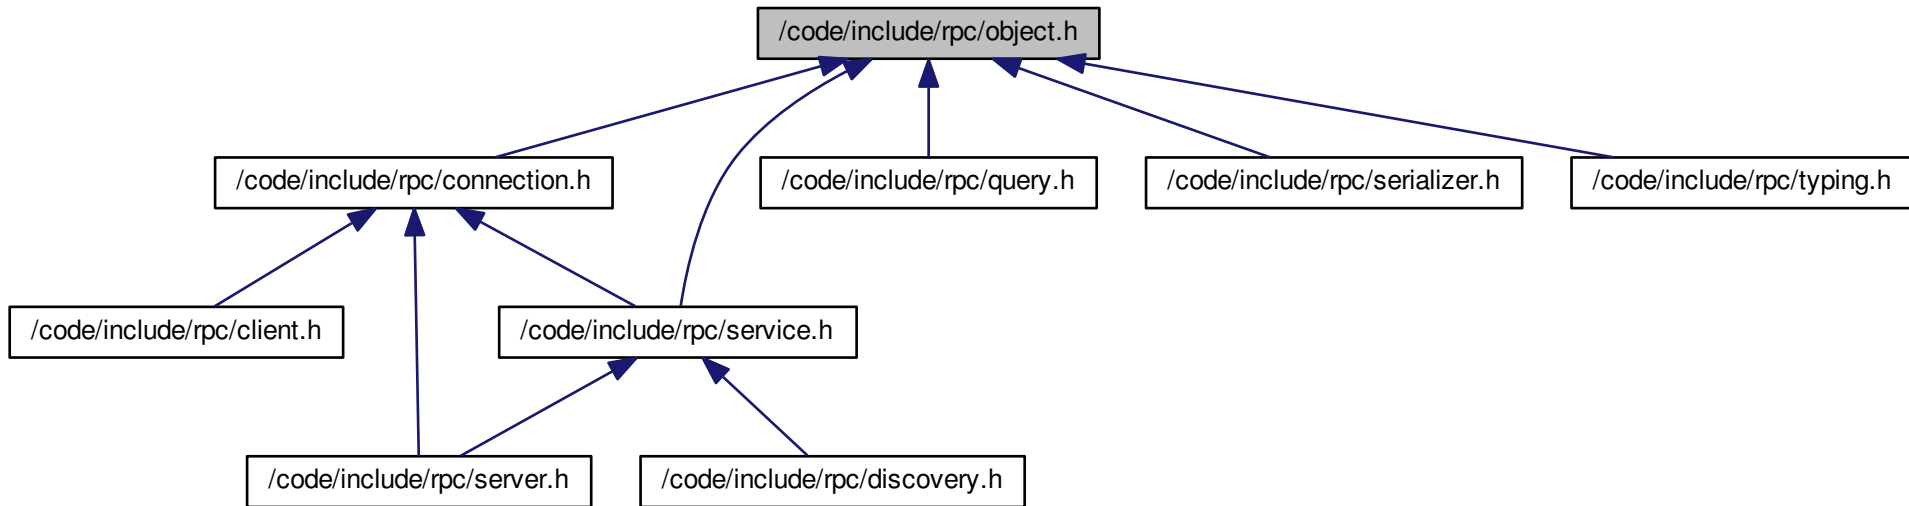 /code/include/rpc/object.h
/code/include/rpc/connection.h
/code/include/rpc/query.h
/code/include/rpc/serializer.h
/code/include/rpc/typing.h
/code/include/rpc/client.h
/code/include/rpc/service.h
/code/include/rpc/server.h
/code/include/rpc/discovery.h